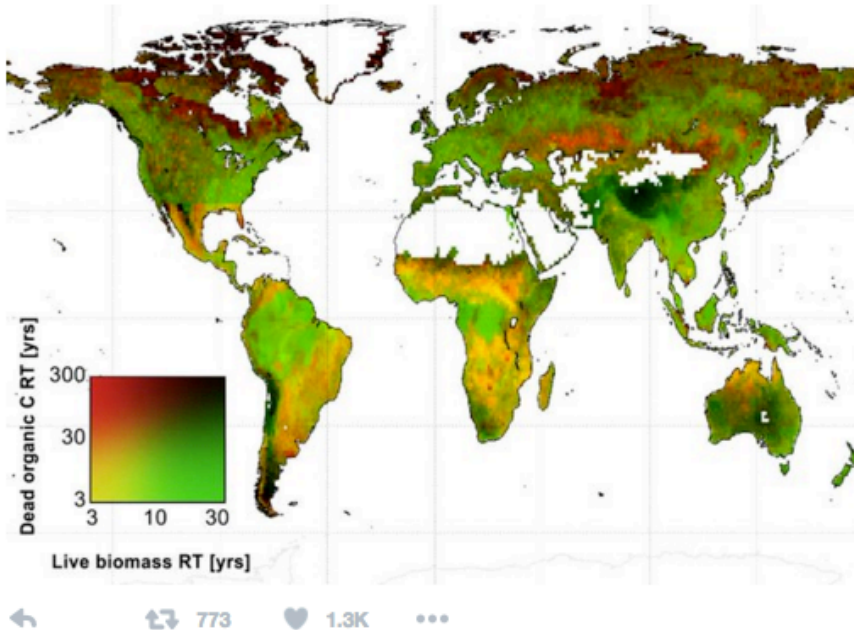 Dead organic C RT [yrs]
300
30
3
3 10 30
Live biomass RT [yrs]
773 1.3K